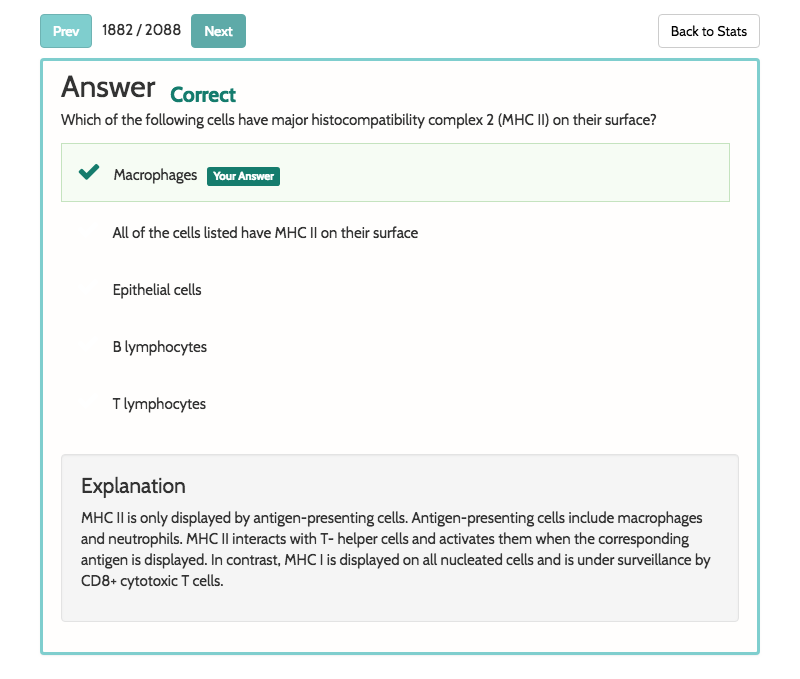 Prev 1882 / 2088 Next Back to Stats
Answer Correct
Which of the following cells have major histocompatibility complex 2 (MHC II) on their surface?
Macrophages Your Answer
All of the cells listed have MHC II on their surface
Epithelial cells
B lymphocytes
T lymphocytes
Explanation
MHC II is only displayed by antigen-presenting cells. Antigen-presenting cells include macrophages
and neutrophils. MHC II interacts with T- helper cells and activates them when the corresponding
antigen is displayed. In contrast, MHC I is displayed on all nucleated cells and is under surveillance by
CD8+ cytotoxic T cells.